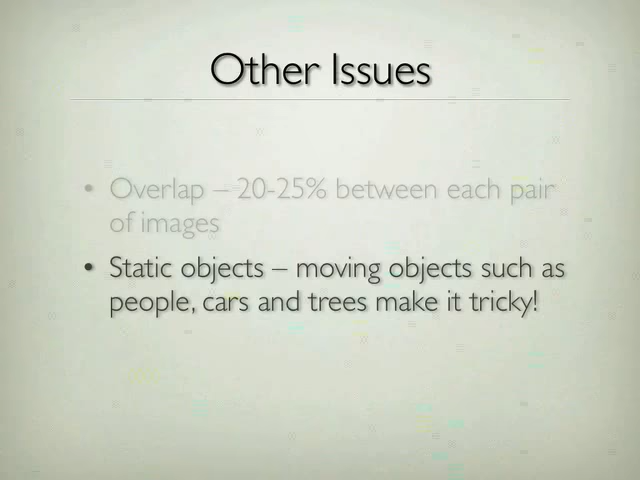 Other Issues
• Overlap – 20-25% between each pair
of images
• Static objects – moving objects such as
people, cars and trees make it tricky!